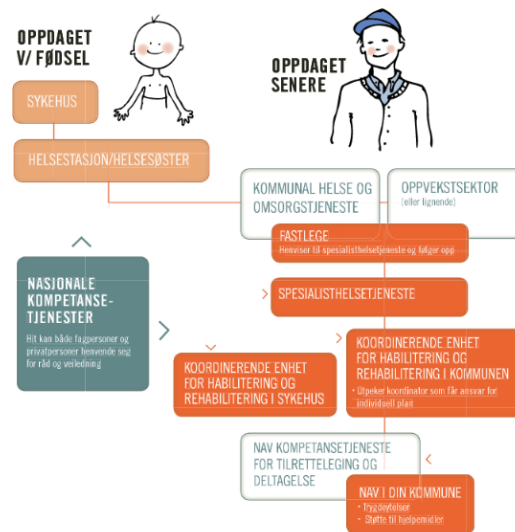 OPPDAGET
V/ FØDSEL
OPPDAGET
SENERE
SYKEHUS
HELSESTASJON/HELSESØSTER
KOMMUNAL HELSE OG
OMSORGSTJENESTE
OPPVEKSTSEKTOR
(eller lignende)
FASTLEGE
Henviser til spesialisthelsetjeneste og følger opp
SPESIALISTHELSETJENESTE
NASJONALE
KOMPETANSE-
TJENESTER
Hit kan både fagpersoner og
privatpersoner henvende seg
for råd og veiledning
KOORDINERENDE ENHET
FOR HABILITERING OG
REHABILITERING I SYKEHUS
KOORDINERENDE ENHET
FOR HABILITERING OG
REHABILITERING I KOMMUNEN
• Utpeker koordinator som får ansvar for
individuell plan
NAV KOMPETANSETJENESTE
FOR TILRETTELEGING OG
DELTAGELSE
NAV I DIN KOMMUNE
• Trygdeytelser
• Støtte til hjelpemidler